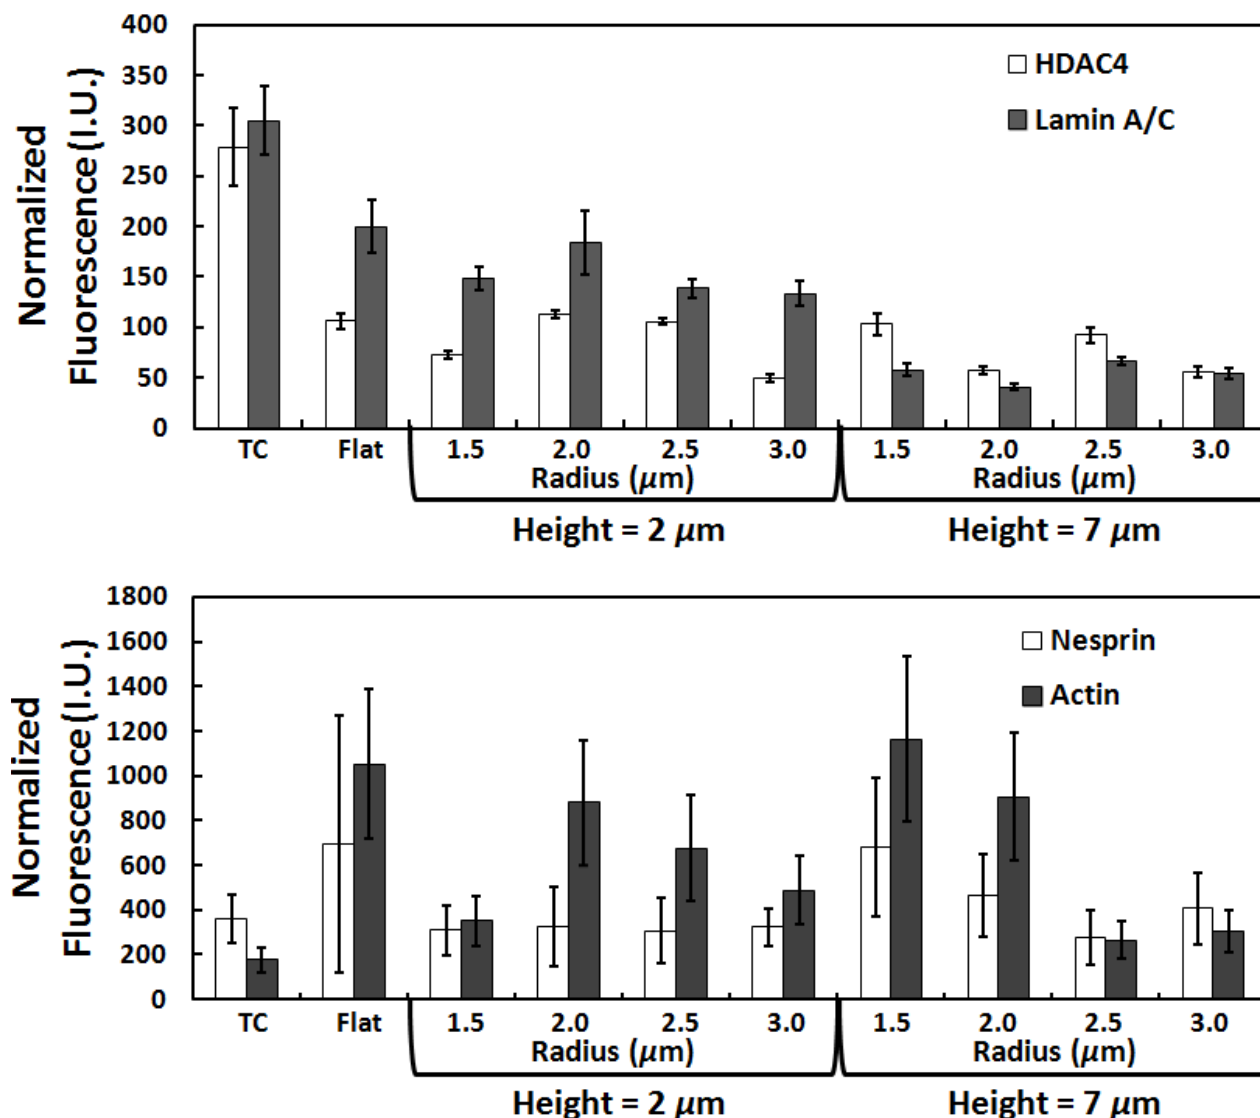 400
350
300
250
200
150
100
50
0
Normalized
Fluorescence (I.U.)
HDAC4
Lamin A/C
TC Flat 1.5 2.0 2.5 3.0 1.5 2.0 2.5 3.0
Radius (μm) Radius (μm)
Height = 2 μm Height = 7 μm
1800
1600
1400
1200
1000
800
600
400
200
0
Normalized
Fluorescence (I.U.)
Nesprin
Actin
TC Flat 1.5 2.0 2.5 3.0 1.5 2.0 2.5 3.0
Radius (μm) Radius (μm)
Height = 2 μm Height = 7 μm